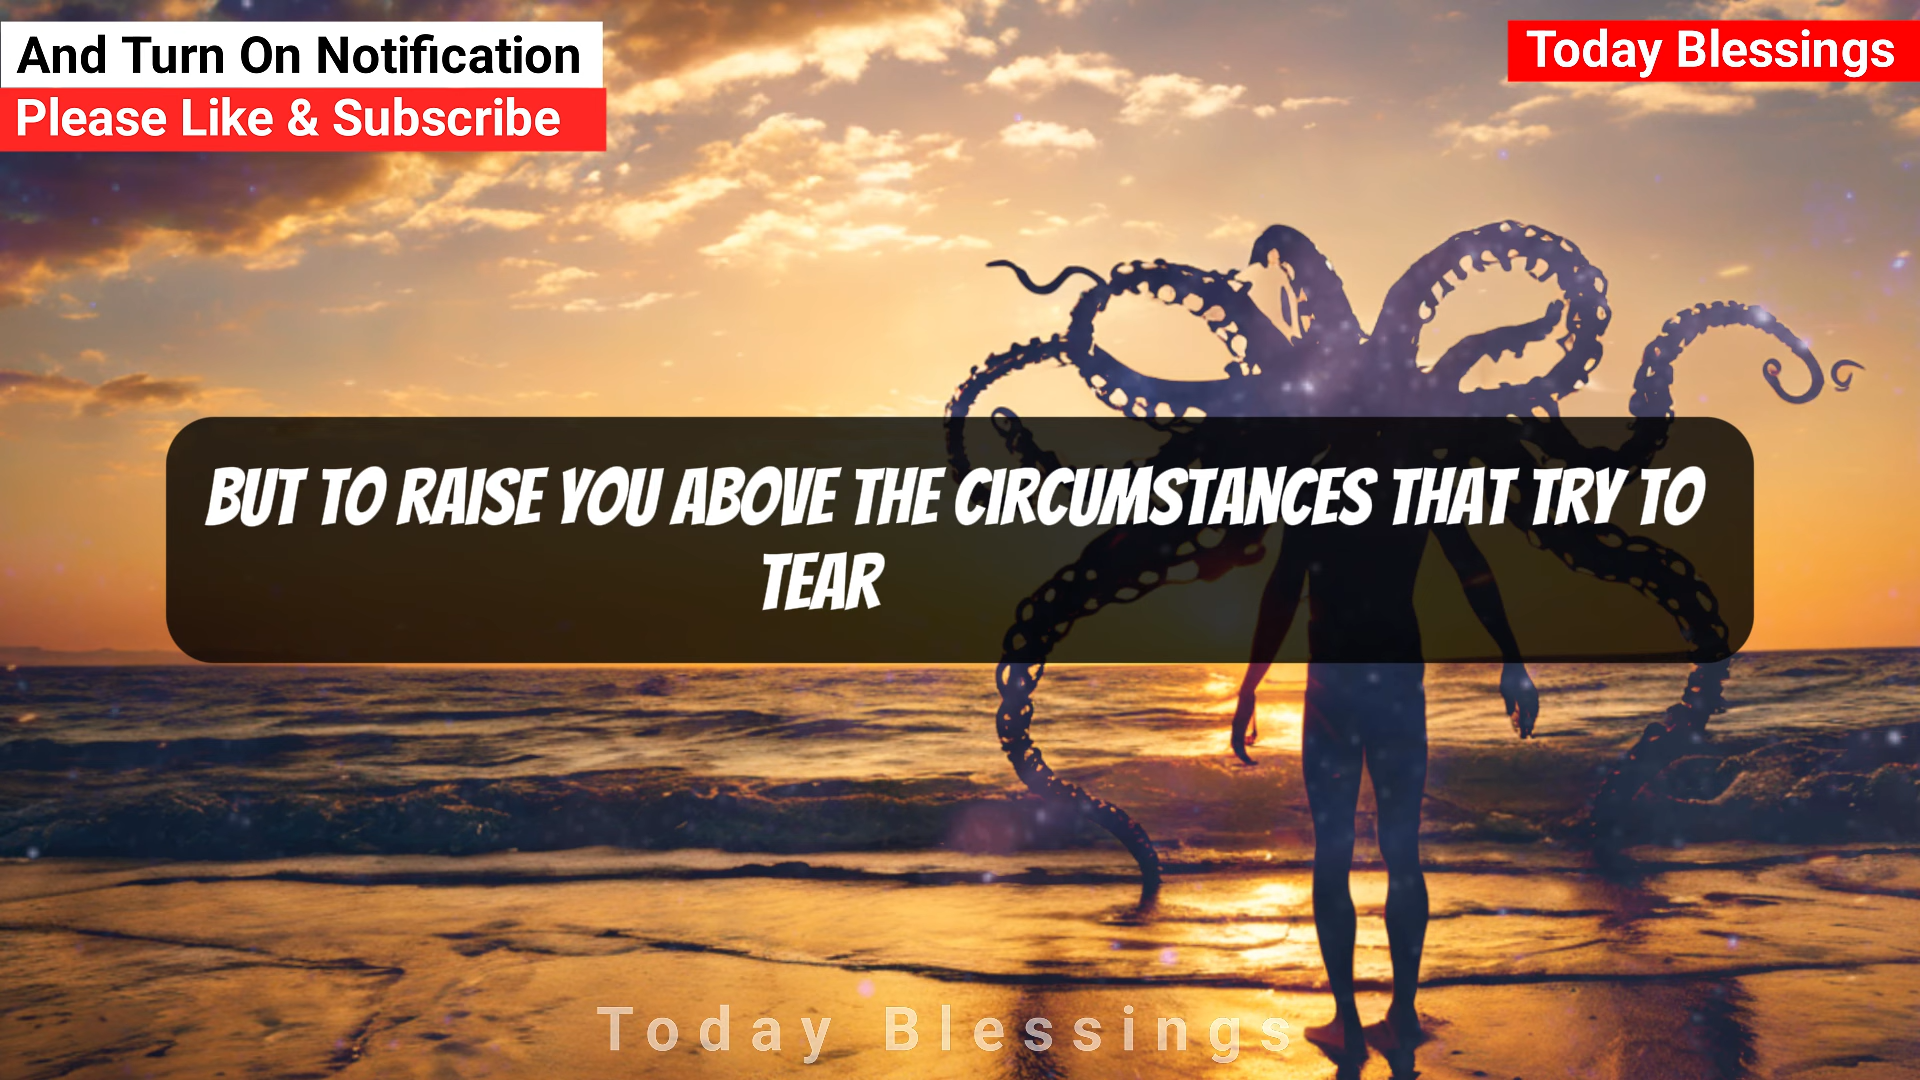 And Turn On Notification
Please Like & Subscribe
Today Blessings
BUT TO RAISE YOU ABOVE THE CIRCUMSTANCES THAT TRY TO
TEAR
Today Blessings